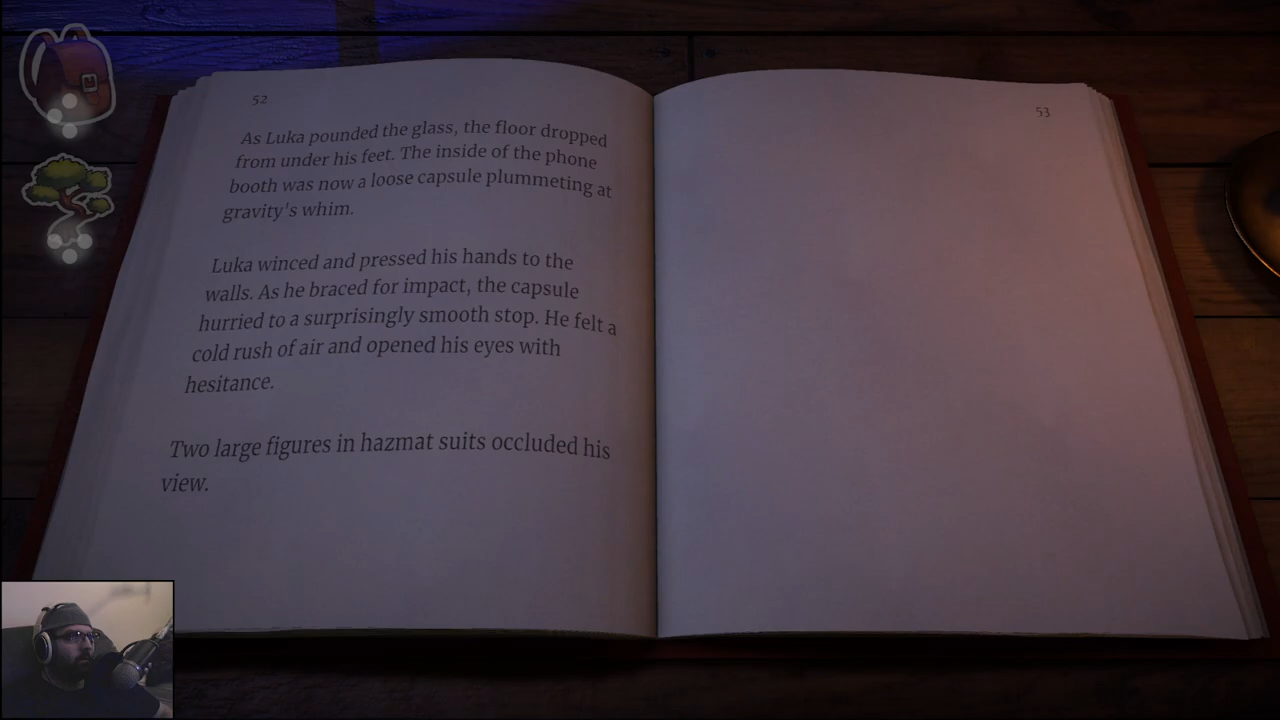 52
As Luka pounded the glass, the floor dropped
from under his feet. The inside of the phone
booth was now a loose capsule plummeting at
gravity's whim.
Luka winced and pressed his hands to the
walls. As he braced for impact, the capsule
hurried to a surprisingly smooth stop. He felt a
cold rush of air and opened his eyes with
hesitance.
Two large figures in hazmat suits occluded his
view.
53